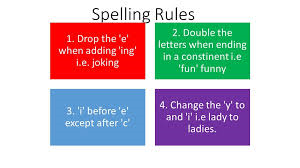 Spelling Rules
1. Drop the 'e'
when adding 'ing'
i.e. joking
2. Double the
letters when ending
in a constinent i.e
'fun' funny
3. 'i' before 'e'
except after 'c'
4. Change the 'y' to
and 'i' i.e lady to
ladies.